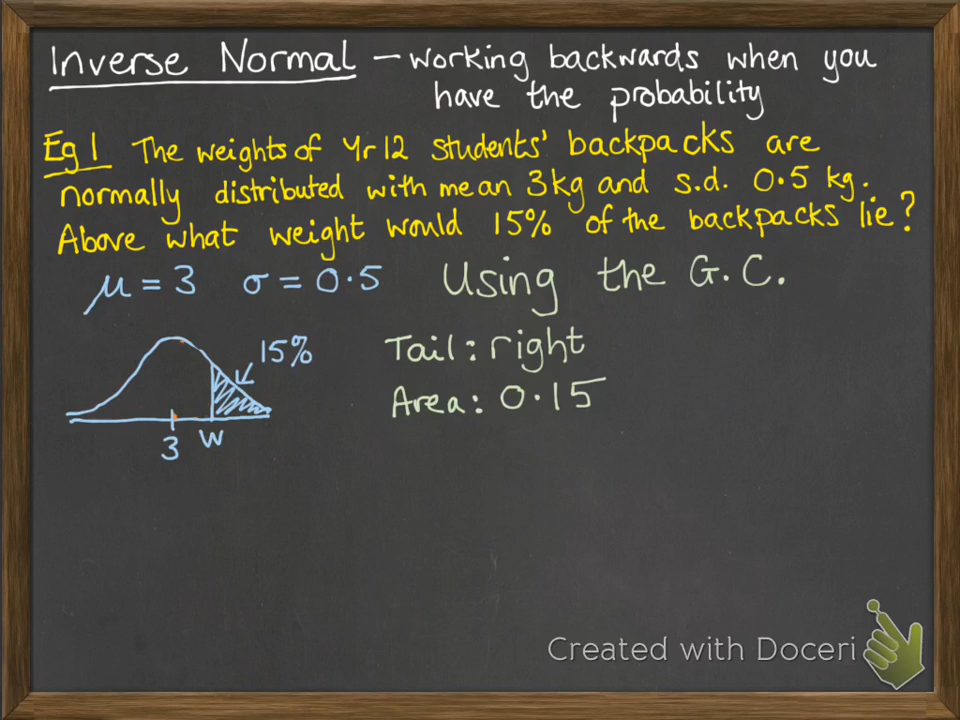 Inverse Normal — working backwards when you
have the probability
Eg 1 The weights of Yr 12 students' backpacks are
normally distributed with mean 3kg and s.d. 0.5 kg.
Above what weight would 15% of the backpacks lie?
μ = 3 σ = 0.5 Using the G.C.
15%
Tail: right
Area: 0.15
3 W
Created with Doceri